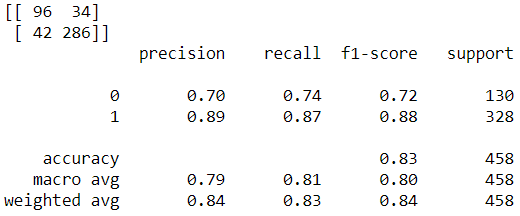 [[ 96  34]
 [ 42 286]]
              precision    recall  f1-score   support

           0       0.70      0.74      0.72       130
           1       0.89      0.87      0.88       328

    accuracy                           0.83       458
   macro avg       0.79      0.81      0.80       458
weighted avg       0.84      0.83      0.84       458